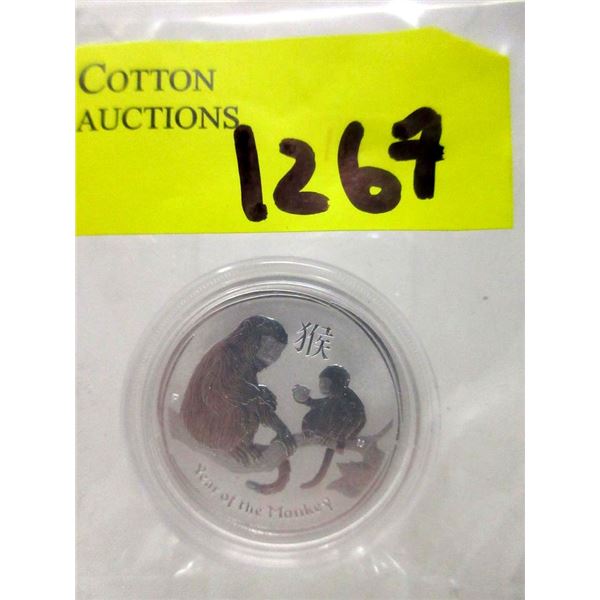 COTTON
AUCTIONS
1267
猴
Year of the Monkey